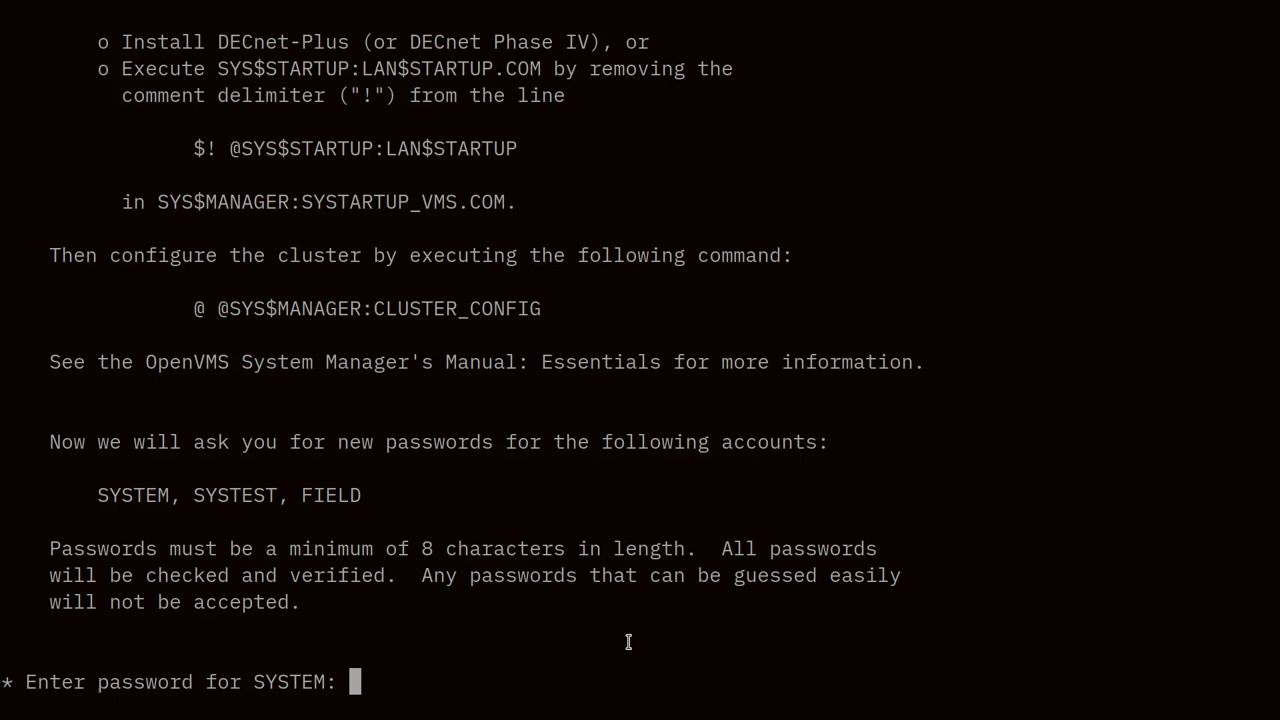 o Install DECnet-Plus (or DECnet Phase IV), or
o Execute SYS$STARTUP:LAN$STARTUP.COM by removing the
comment delimiter ("!") from the line
$! @SYS$STARTUP:LAN$STARTUP
in SYS$MANAGER:SYSTARTUP_VMS.COM.
Then configure the cluster by executing the following command:
@ @SYS$MANAGER:CLUSTER_CONFIG
See the OpenVMS System Manager's Manual: Essentials for more information.
Now we will ask you for new passwords for the following accounts:
SYSTEM, SYSTEST, FIELD
Passwords must be a minimum of 8 characters in length.  All passwords
will be checked and verified.  Any passwords that can be guessed easily
will not be accepted.
* Enter password for SYSTEM: